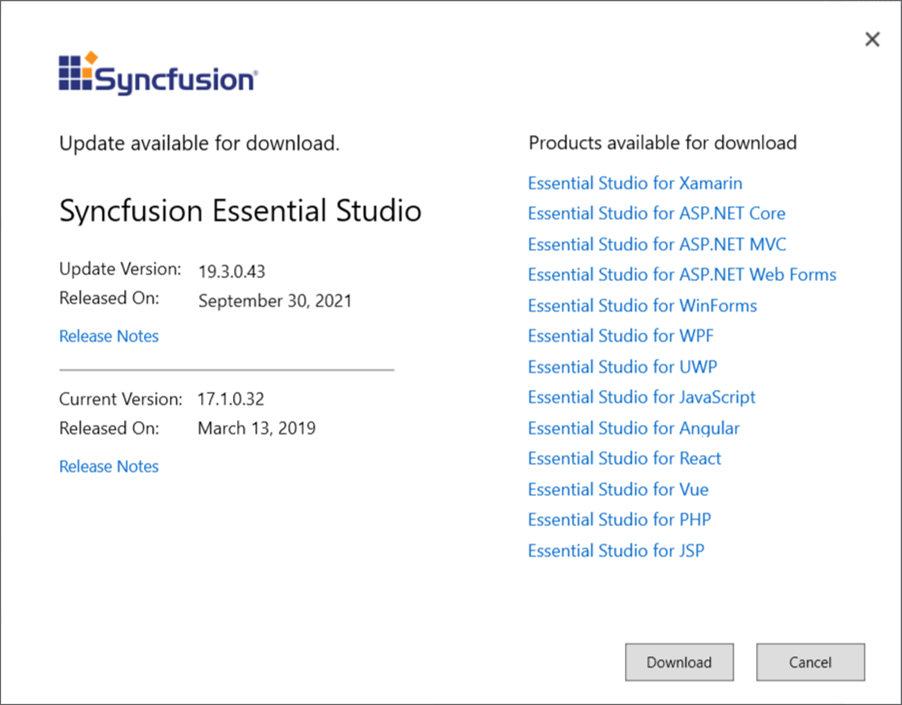 Syncfusion®
Update available for download.
Syncfusion Essential Studio
Update Version: 19.3.0.43
Released On: September 30, 2021
Release Notes
Current Version: 17.1.0.32
Released On: March 13, 2019
Release Notes
Products available for download
Essential Studio for Xamarin
Essential Studio for ASP.NET Core
Essential Studio for ASP.NET MVC
Essential Studio for ASP.NET Web Forms
Essential Studio for WinForms
Essential Studio for WPF
Essential Studio for UWP
Essential Studio for JavaScript
Essential Studio for Angular
Essential Studio for React
Essential Studio for Vue
Essential Studio for PHP
Essential Studio for JSP
Download Cancel